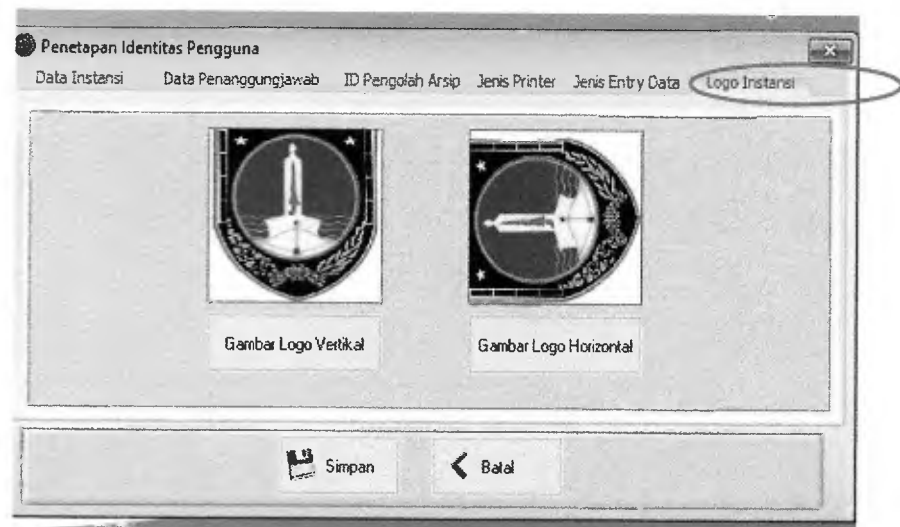 Penetapan Identitas Pengguna
Data Instansi Data Penanggungjawab ID Pengolah Arsip Jenis Printer Jenis Entry Data Logo Instansi
Gambar Logo Vertikal Gambar Logo Horizontal
Simpan Batal